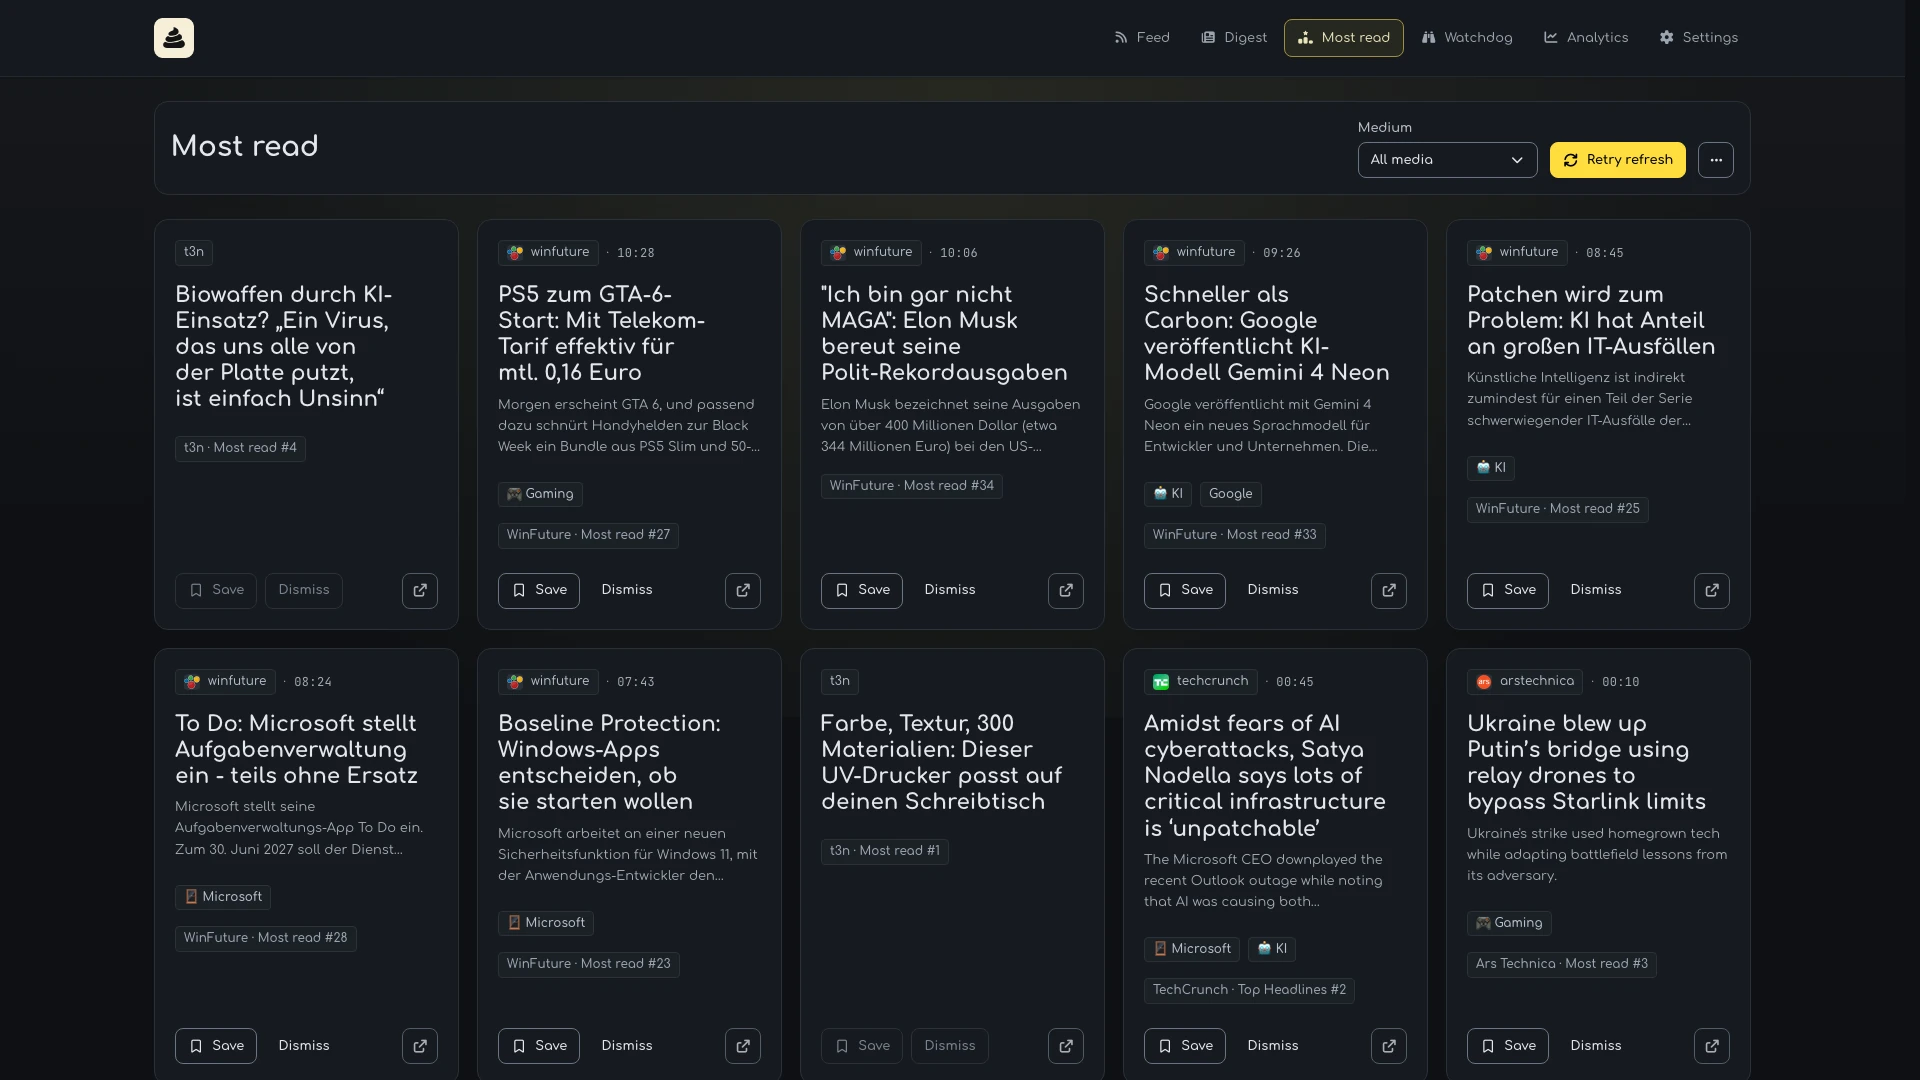 Feed
Digest
Most read
Watchdog
Analytics
Settings
Most read
Medium
All media
Retry refresh
t3n
Biowaffen durch KI-
Einsatz? „Ein Virus,
das uns alle von
der Platte putzt,
ist einfach Unsinn“
t3n · Most read #4
Save
Dismiss
winfuture · 10:28
PS5 zum GTA-6-
Start: Mit Telekom-
Tarif effektiv für
mtl. 0,16 Euro
Morgen erscheint GTA 6, und passend
dazu schnürt Handyhelden zur Black
Week ein Bundle aus PS5 Slim und 50-...
Gaming
WinFuture · Most read #27
Save
Dismiss
winfuture · 10:06
"Ich bin gar nicht
MAGA": Elon Musk
bereut seine
Polit-Rekordausgaben
Elon Musk bezeichnet seine Ausgaben
von über 400 Millionen Dollar (etwa
344 Millionen Euro) bei den US-...
WinFuture · Most read #34
Save
Dismiss
winfuture · 09:26
Schneller als
Carbon: Google
veröffentlicht KI-
Modell Gemini 4 Neon
Google veröffentlicht mit Gemini 4
Neon ein neues Sprachmodell für
Entwickler und Unternehmen. Die...
KI
Google
WinFuture · Most read #33
Save
Dismiss
winfuture · 08:45
Patchen wird zum
Problem: KI hat Anteil
an großen IT-Ausfällen
Künstliche Intelligenz ist indirekt
zumindest für einen Teil der Serie
schwerwiegender IT-Ausfälle der...
KI
WinFuture · Most read #25
Save
Dismiss
winfuture · 08:24
To Do: Microsoft stellt
Aufgabenverwaltung
ein - teils ohne Ersatz
Microsoft stellt seine
Aufgabenverwaltungs-App To Do ein.
Zum 30. Juni 2027 soll der Dienst...
Microsoft
WinFuture · Most read #28
Save
Dismiss
winfuture · 07:43
Baseline Protection:
Windows-Apps
entscheiden, ob
sie starten wollen
Microsoft arbeitet an einer neuen
Sicherheitsfunktion für Windows 11, mit
der Anwendungs-Entwickler den...
Microsoft
WinFuture · Most read #23
Save
Dismiss
t3n
Farbe, Textur, 300
Materialien: Dieser
UV-Drucker passt auf
deinen Schreibtisch
t3n · Most read #1
Save
Dismiss
techcrunch · 00:45
Amidst fears of AI
cyberattacks, Satya
Nadella says lots of
critical infrastructure
is ‘unpatchable’
The Microsoft CEO downplayed the
recent Outlook outage while noting
that AI was causing both...
Microsoft
KI
TechCrunch · Top Headlines #2
Save
Dismiss
ars
arstechnica · 00:10
Ukraine blew up
Putin’s bridge using
relay drones to
bypass Starlink limits
Ukraine's strike used homegrown tech
while adapting battlefield lessons from
its adversary.
Gaming
Ars Technica · Most read #3
Save
Dismiss